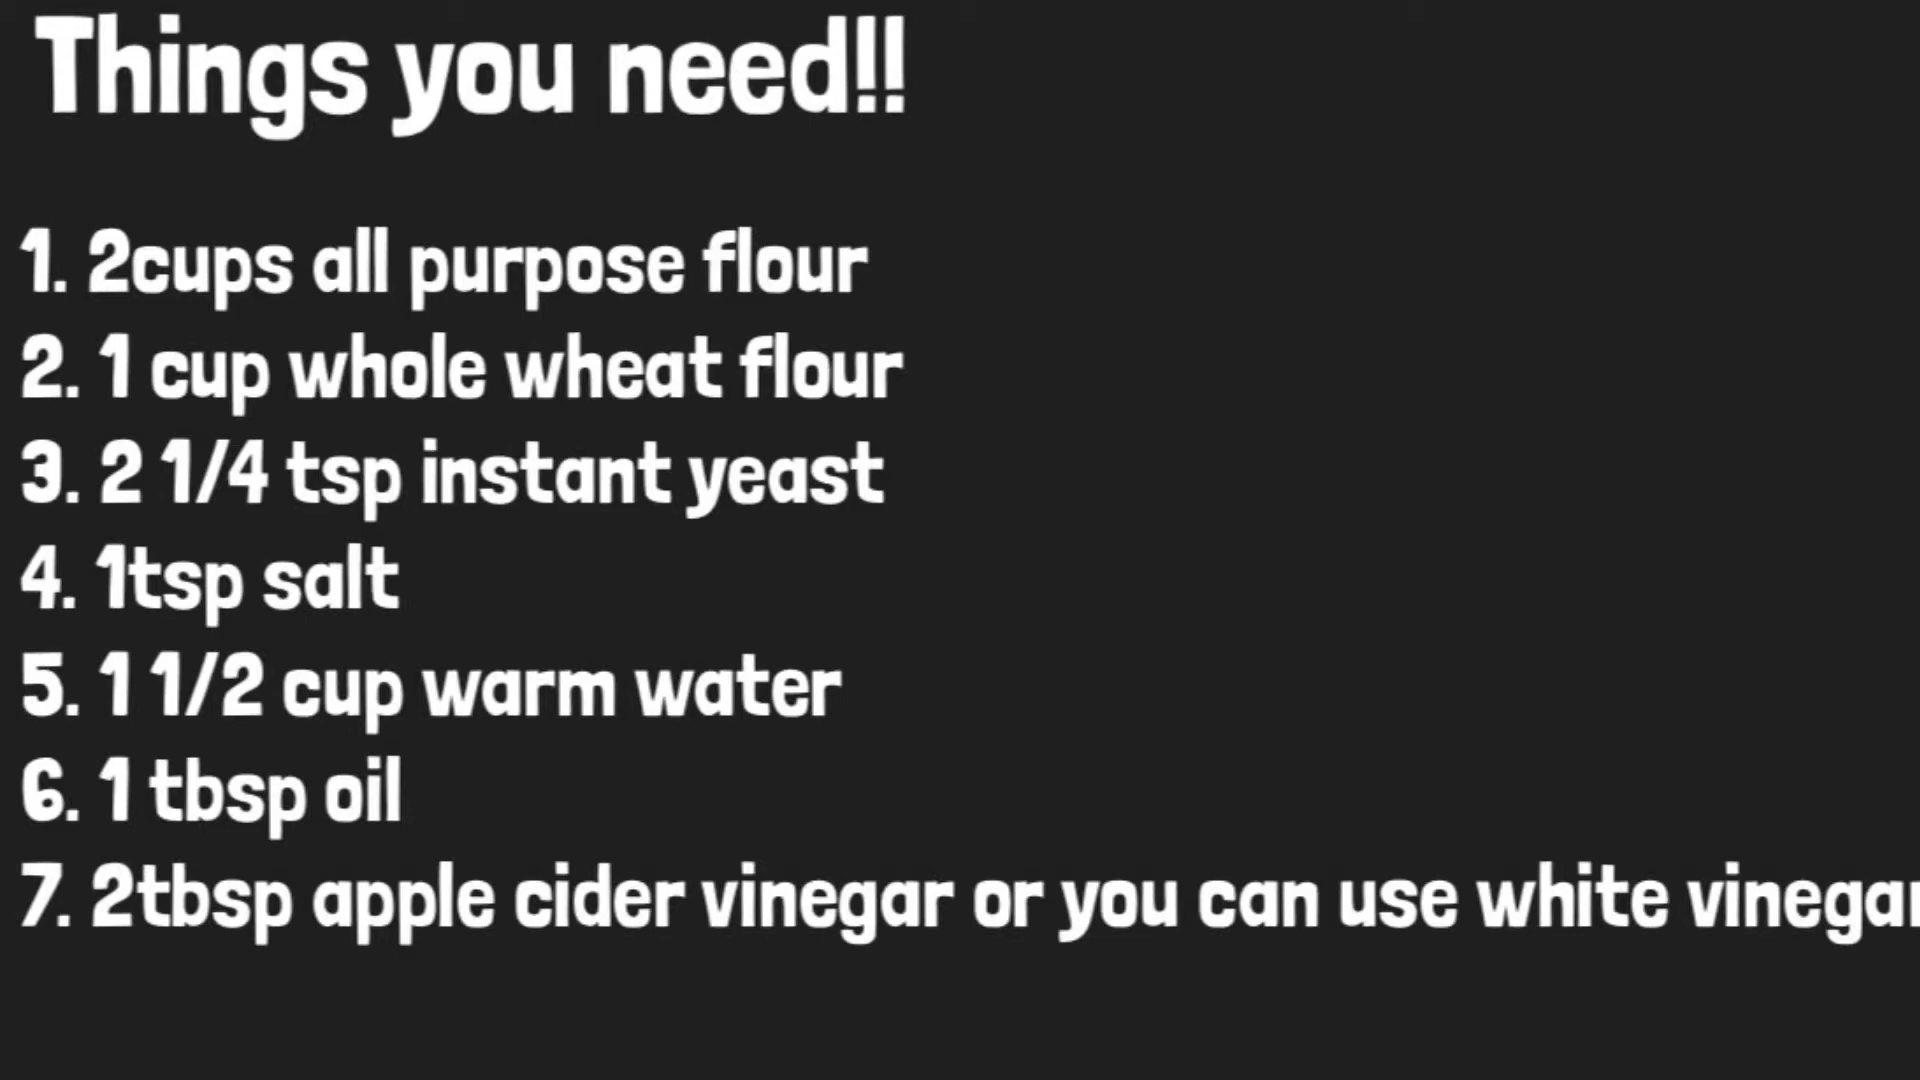 Things you need!!
1. 2cups all purpose flour
2. 1 cup whole wheat flour
3. 2 1/4 tsp instant yeast
4. 1tsp salt
5. 1 1/2 cup warm water
6. 1 tbsp oil
7. 2tbsp apple cider vinegar or you can use white vinegar